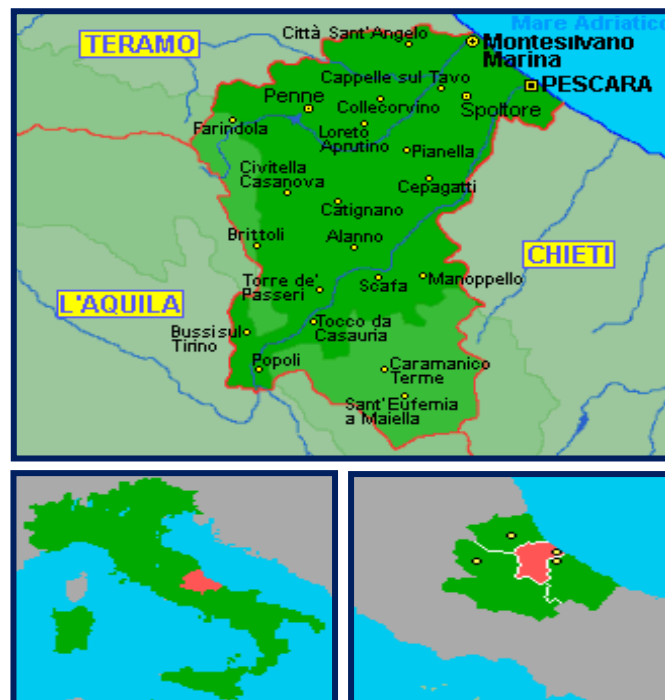 Mare Adriatico
TERAMO
Città Sant'Angelo
Montesilvano
Marina
Cappelle sul Tavo
PESCARA
Penne
Collecorvino
Spoltore
Farindola
Loreto
Aprutino
Pianella
Civitella
Casanova
Cepagatti
Catignano
Brittoli
Alanno
CHIETI
Torre de'
Passeri
Scafa
Manoppello
L'AQUILA
Bussi sul
Tirino
Tocco da
Casauria
Popoli
Caramanico
Terme
Sant'Eufemia
a Maiella